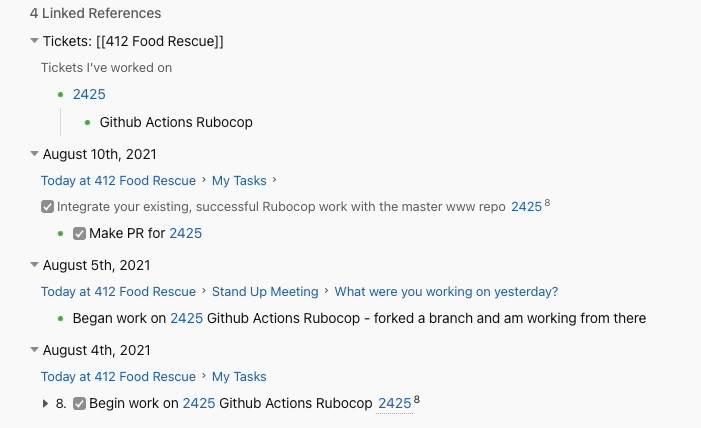 4 Linked References
Tickets: [[412 Food Rescue]]
Tickets I've worked on
2425
Github Actions Rubocop
August 10th, 2021
Today at 412 Food Rescue › My Tasks ›
Integrate your existing, successful Rubocop work with the master www repo 2425 8
Make PR for 2425
August 5th, 2021
Today at 412 Food Rescue › Stand Up Meeting › What were you working on yesterday?
Began work on 2425 Github Actions Rubocop - forked a branch and am working from there
August 4th, 2021
Today at 412 Food Rescue › My Tasks
8. Begin work on 2425 Github Actions Rubocop 2425 8